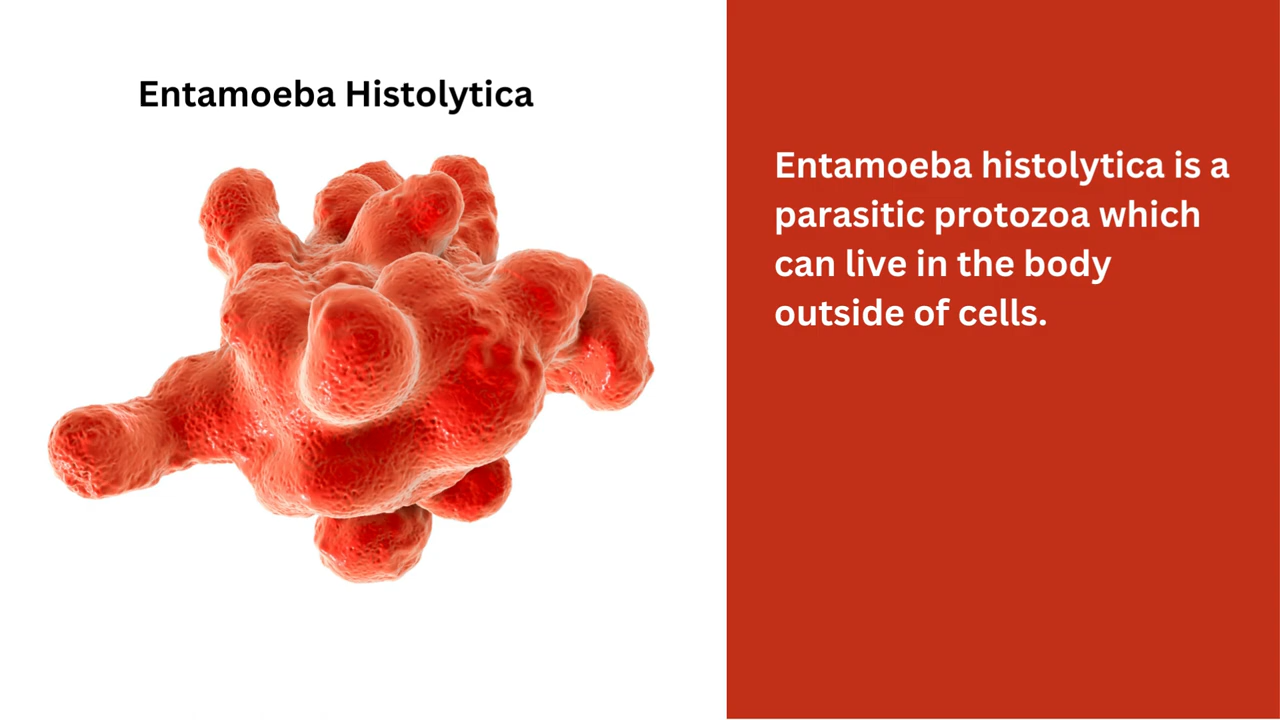 Entamoeba Histolytica
Entamoeba histolytica is a
parasitic protozoa which
can live in the body
outside of cells.